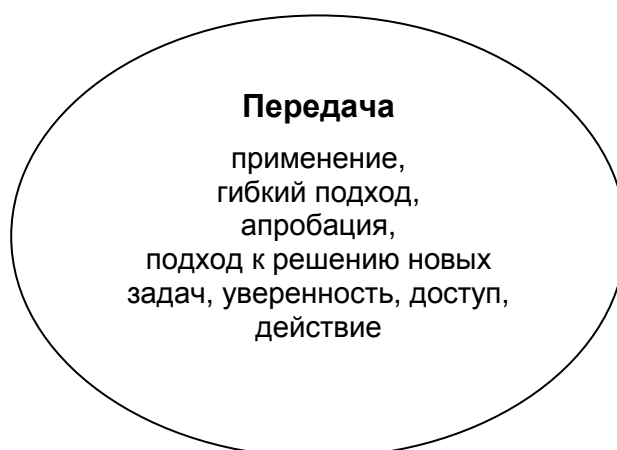 Передача
применение,
гибкий подход,
апробация,
подход к решению новых
задач, уверенность, доступ,
действие